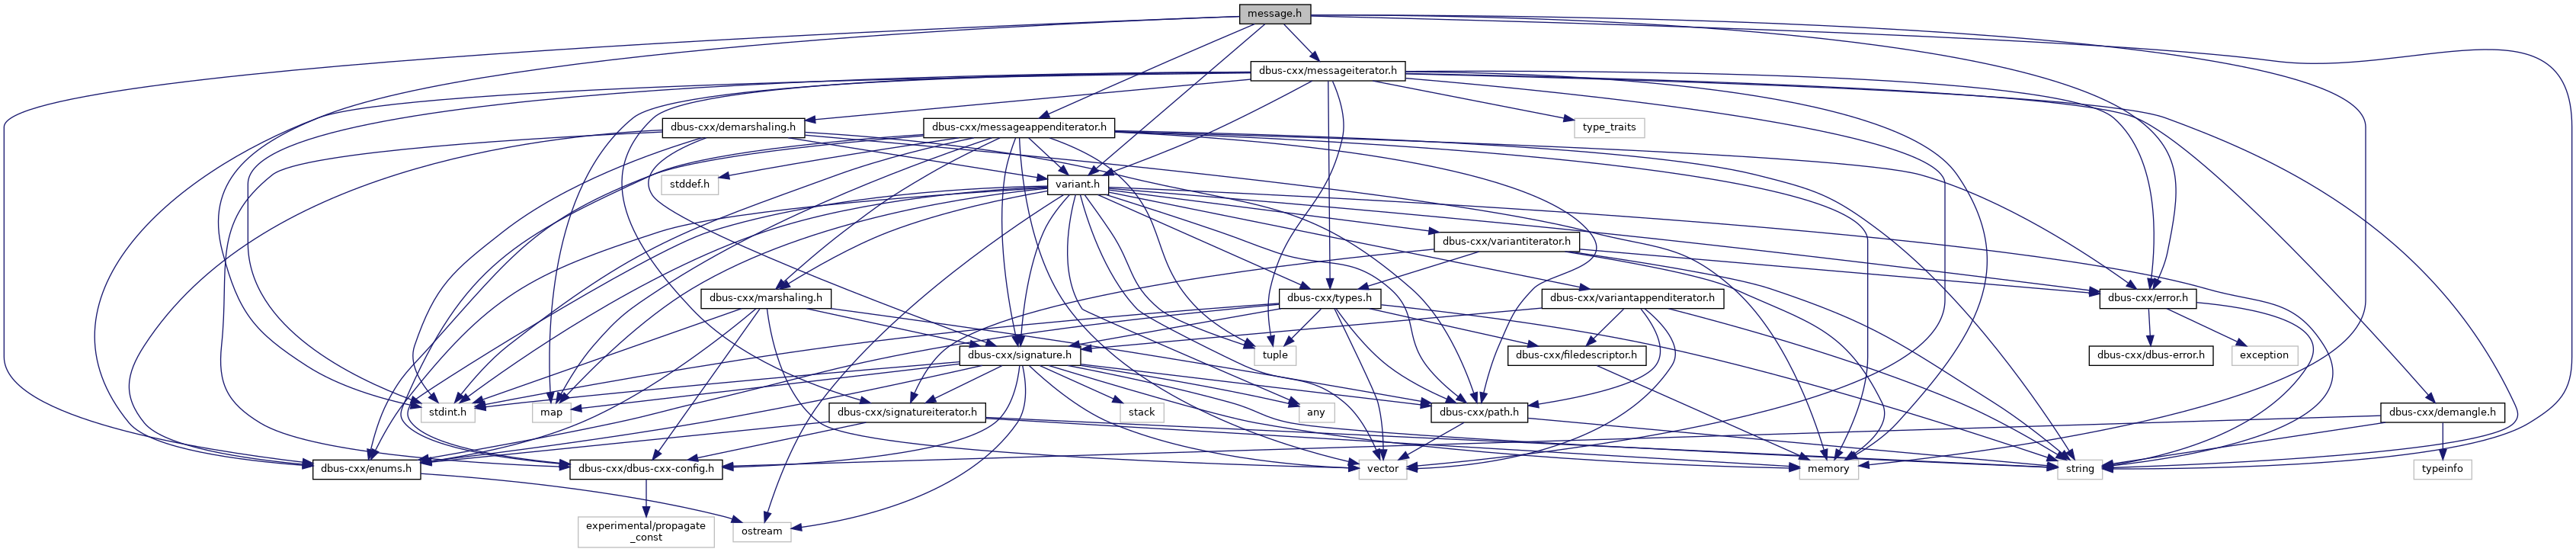 message.h
dbus-cxx/messageiterator.h
dbus-cxx/demarshaling.h
dbus-cxx/messageappenditerator.h
type_traits
stddef.h
variant.h
dbus-cxx/variantiterator.h
dbus-cxx/marshaling.h
dbus-cxx/types.h
dbus-cxx/variantappenditerator.h
dbus-cxx/error.h
dbus-cxx/signature.h
tuple
dbus-cxx/filedescriptor.h
dbus-cxx/dbus-error.h
exception
stdint.h
map
dbus-cxx/signatureiterator.h
stack
any
dbus-cxx/path.h
dbus-cxx/demangle.h
dbus-cxx/enums.h
dbus-cxx/dbus-cxx-config.h
vector
memory
string
typeinfo
experimental/propagate
_const
ostream